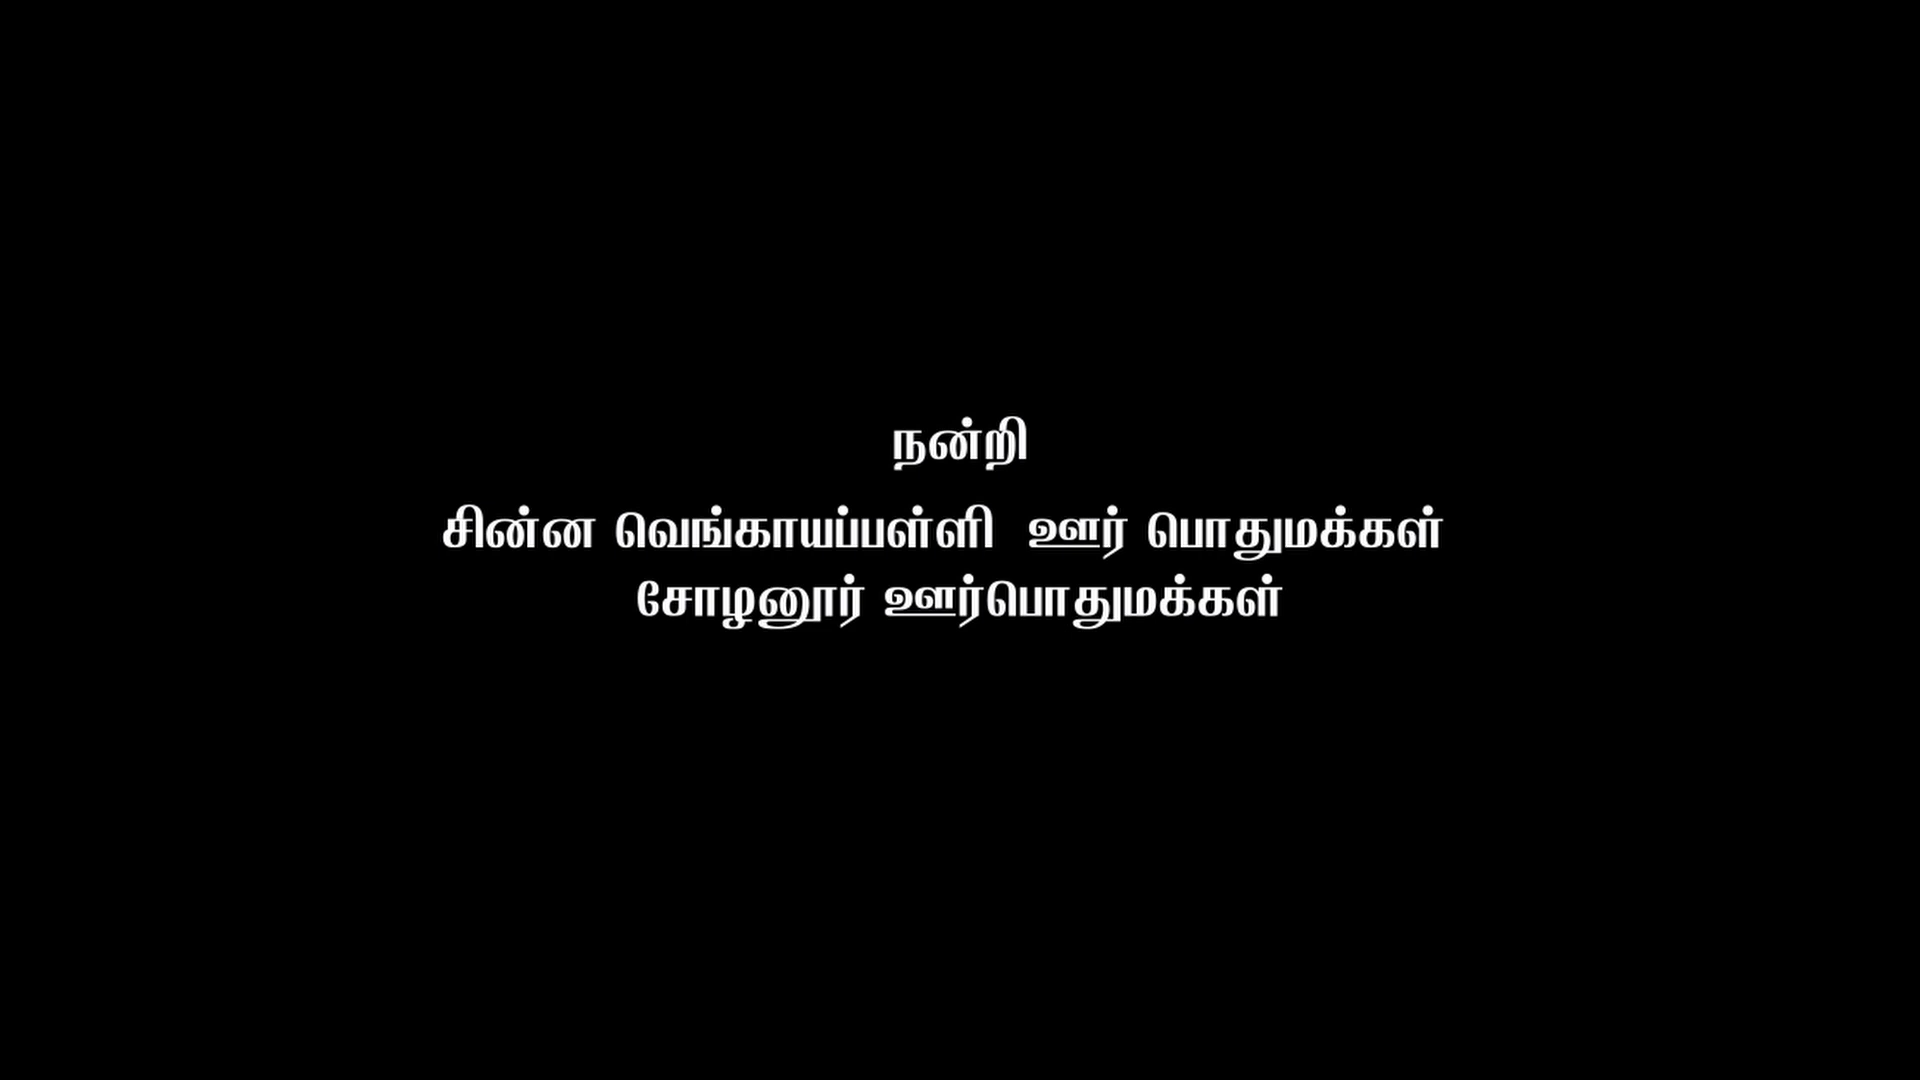 நன்றி
சின்ன வெங்காயப்பள்ளி ஊர் பொதுமக்கள்
சோழனூர் ஊர்பொதுமக்கள்